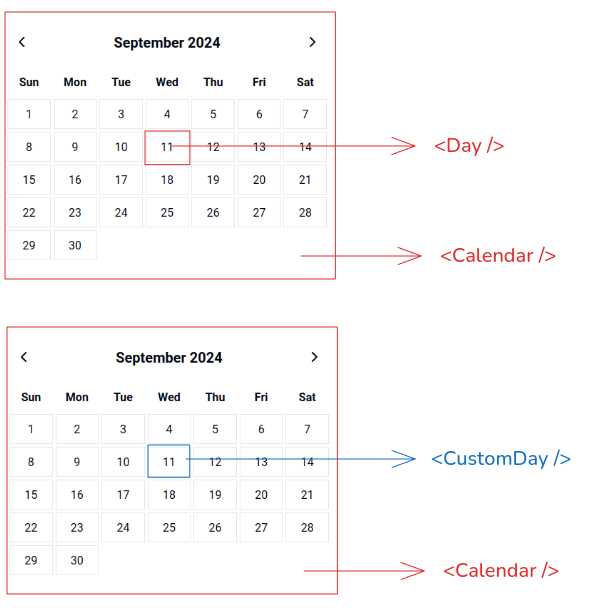 September 2024
Sun Mon Tue Wed Thu Fri Sat
1 2 3 4 5 6 7
8 9 10 11 12 13 14 <Day />
15 16 17 18 19 20 21
22 23 24 25 26 27 28
29 30 <Calendar />
September 2024
Sun Mon Tue Wed Thu Fri Sat
1 2 3 4 5 6 7
8 9 10 11 12 13 14 <CustomDay />
15 16 17 18 19 20 21
22 23 24 25 26 27 28
29 30 <Calendar />